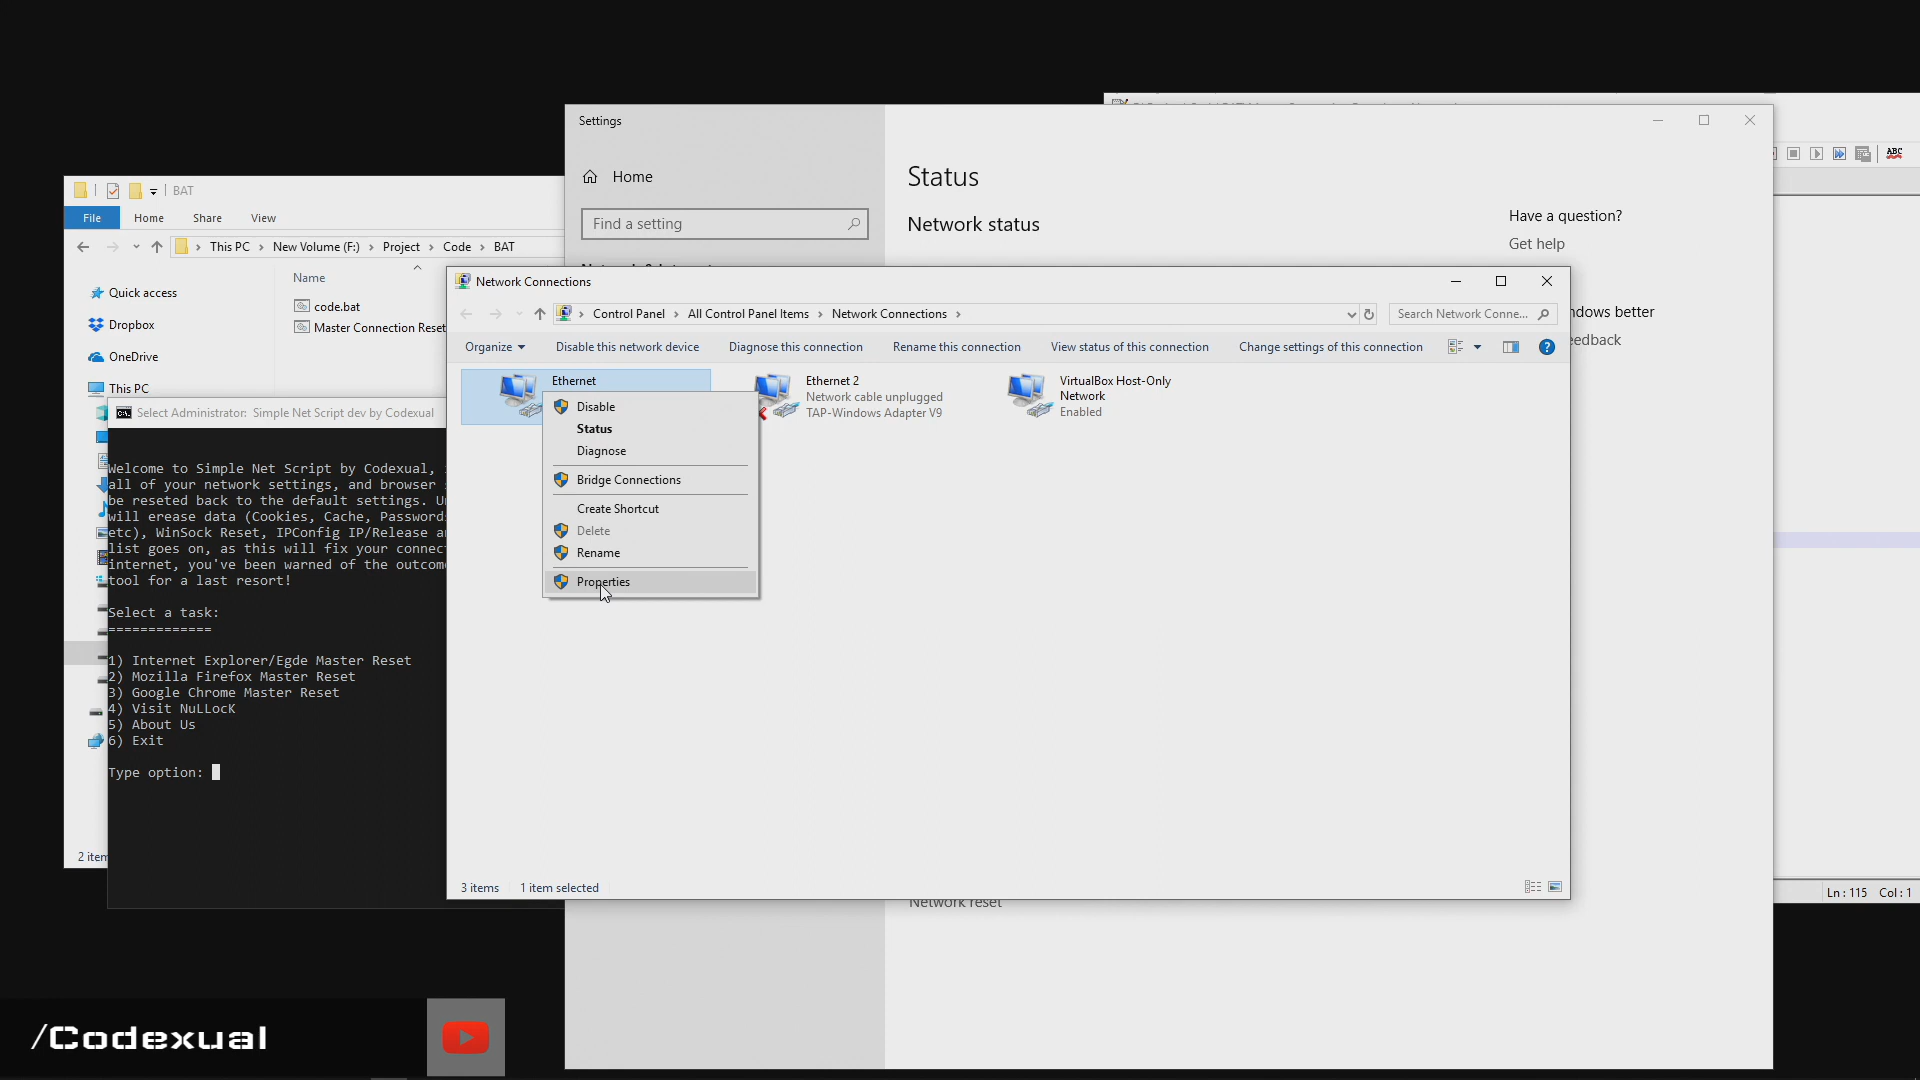 Settings
Home
Find a setting
Status
Network status
Have a question?
Get help
ndows better
eedback
Network reset
ABC
Ln : 115 Col : 1
BAT
File Home Share View
This PC > New Volume (F:) > Project > Code > BAT
Name
Quick access
Dropbox
OneDrive
This PC
code.bat
Master Connection Reset
2 item
Select Administrator: Simple Net Script dev by Codexual
Welcome to Simple Net Script by Codexual,
all of your network settings, and browser
be reseted back to the default settings. U
will erease data (Cookies, Cache, Password
etc), WinSock Reset, IPConfig IP/Release a
list goes on, as this will fix your connec
internet, you've been warned of the outcom
tool for a last resort!
Select a task:
=============
1) Internet Explorer/Egde Master Reset
2) Mozilla Firefox Master Reset
3) Google Chrome Master Reset
4) Visit NuLLocK
5) About Us
6) Exit
Type option:
Network Connections
Control Panel > All Control Panel Items > Network Connections >
Search Network Conne...
Organize Disable this network device Diagnose this connection Rename this connection View status of this connection Change settings of this connection
Ethernet
Ethernet 2
Network cable unplugged
TAP-Windows Adapter V9
VirtualBox Host-Only
Network
Enabled
Disable
Status
Diagnose
Bridge Connections
Create Shortcut
Delete
Rename
Properties
3 items 1 item selected
/Codexual